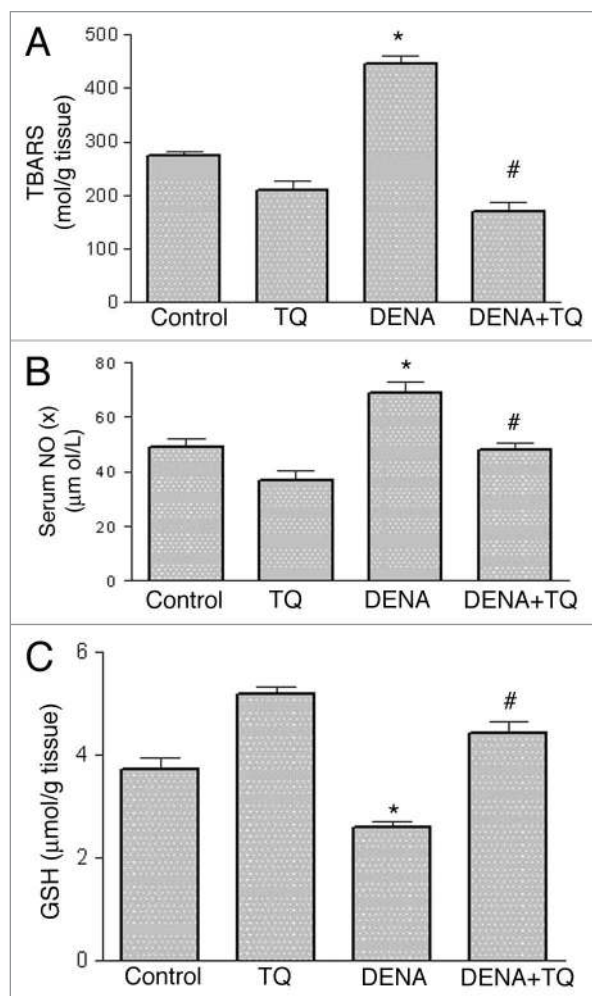 A
TBARS
(mol/g tissue)
500
400
300
200
100
0
*
#
Control TQ DENA DENA+TQ
B
Serum NO (x)
(µm ol/L)
80
60
40
20
0
*
#
Control TQ DENA DENA+TQ
C
GSH (µmol/g tissue)
6
4
2
0
*
#
Control TQ DENA DENA+TQ